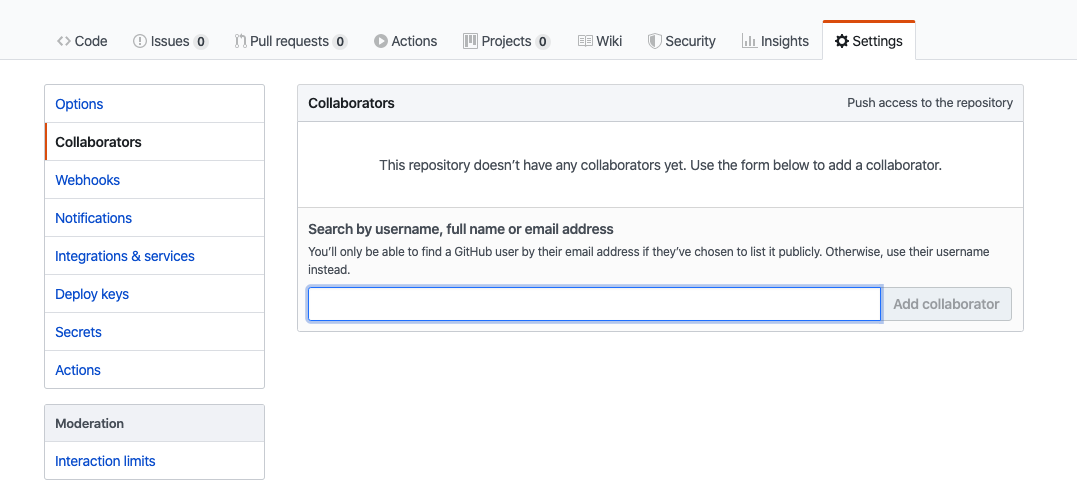 Code Issues 0 Pull requests 0 Actions Projects 0 Wiki Security Insights Settings
Options
Collaborators
Webhooks
Notifications
Integrations & services
Deploy keys
Secrets
Actions
Moderation
Interaction limits
Collaborators Push access to the repository
This repository doesn’t have any collaborators yet. Use the form below to add a collaborator.
Search by username, full name or email address
You’ll only be able to find a GitHub user by their email address if they’ve chosen to list it publicly. Otherwise, use their username
instead.
Add collaborator